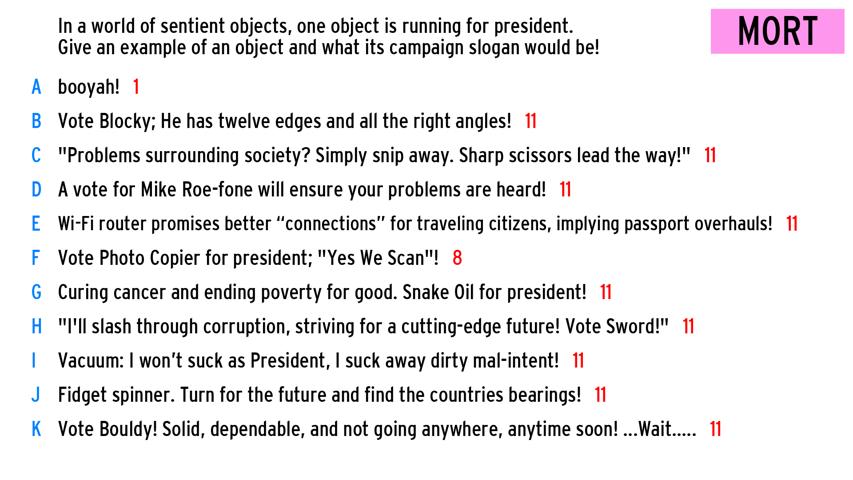 In a world of sentient objects, one object is running for president.
Give an example of an object and what its campaign slogan would be!
MORT
A booyah! 1
B Vote Blocky; He has twelve edges and all the right angles! 11
C "Problems surrounding society? Simply snip away. Sharp scissors lead the way!" 11
D A vote for Mike Roe-fone will ensure your problems are heard! 11
E Wi-Fi router promises better “connections” for traveling citizens, implying passport overhauls! 11
F Vote Photo Copier for president; "Yes We Scan"! 8
G Curing cancer and ending poverty for good. Snake Oil for president! 11
H "I'll slash through corruption, striving for a cutting-edge future! Vote Sword!" 11
I Vacuum: I won’t suck as President, I suck away dirty mal-intent! 11
J Fidget spinner. Turn for the future and find the countries bearings! 11
K Vote Bouldy! Solid, dependable, and not going anywhere, anytime soon! ...Wait..... 11